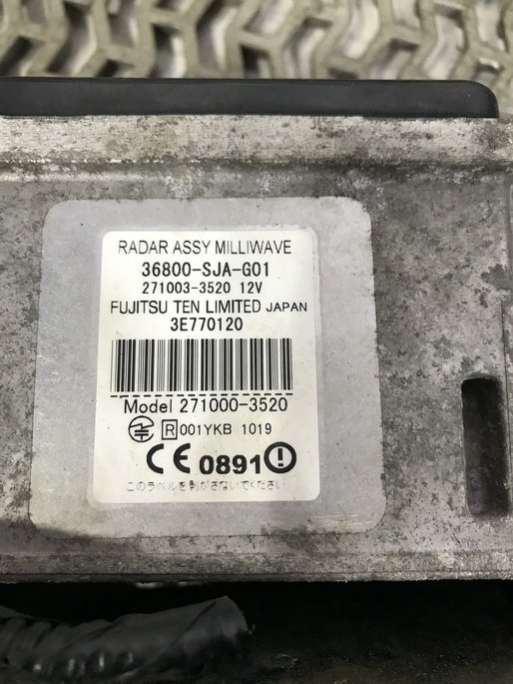 RADAR ASSY MILLIWAVE
36800-SJA-G01
271003-3520 12V
FUJITSU TEN LIMITED JAPAN
3E770120
Model 271000-3520
R 001YKB 1019
CE 0891
このラベルを剥がさないでください